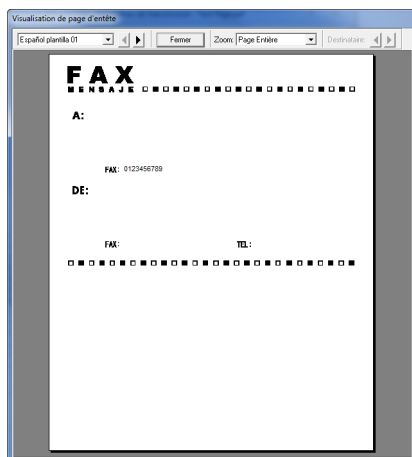 Visualisation de page d'entête
Español plantilla 01 Fermer Zoom: Page Entière Destinataire:
FAX
MENSAJE
A:
FAX: 0123456789
DE:
FAX: TEL: